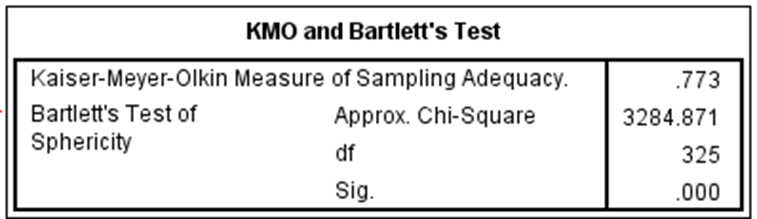 KMO and Bartlett's Test
Kaiser-Meyer-Olkin Measure of Sampling Adequacy. .773
Bartlett's Test of Sphericity Approx. Chi-Square 3284.871
df 325
Sig. .000